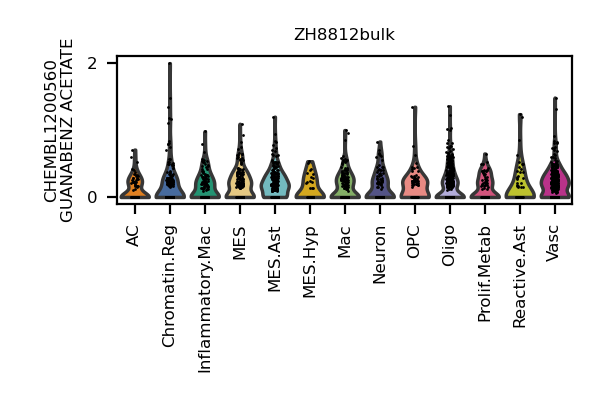 ZH8812bulk
CHEMBL1200560
GUANABENZ ACETATE
2
0
AC
Chromatin.Reg
Inflammatory.Mac
MES
MES.Ast
MES.Hyp
Mac
Neuron
OPC
Oligo
Prolif.Metab
Reactive.Ast
Vasc